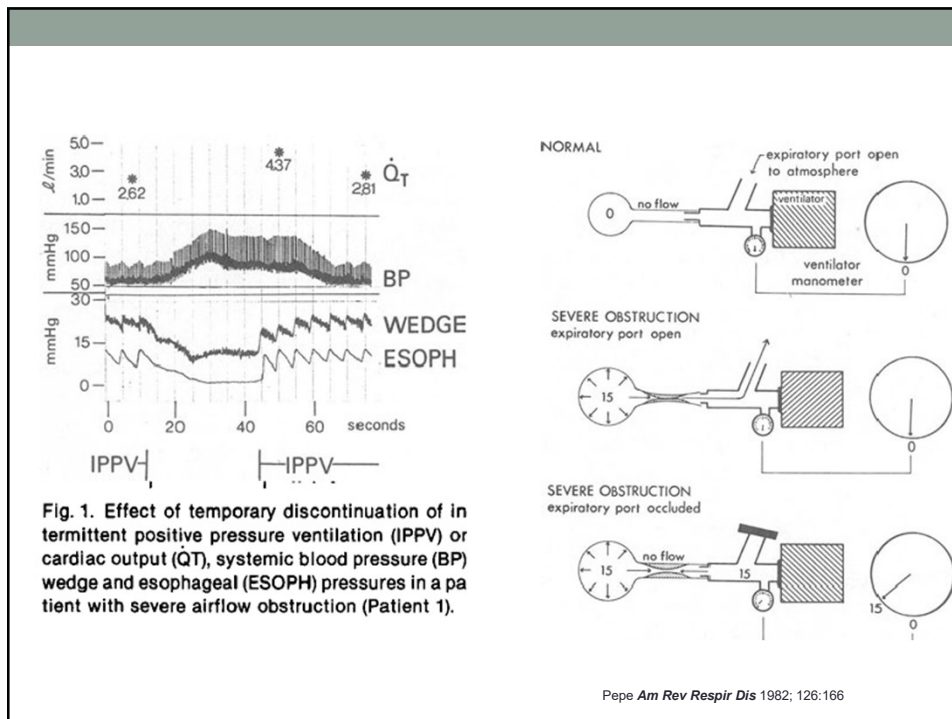 5.0
3.0
1.0
ℓ/min
2.62
4.37
2.81
Q̇T
150
100
50
mmHg
BP
30
15
0
mmHg
WEDGE
ESOPH
0 20 40 60 seconds
IPPV IPPV
Fig. 1. Effect of temporary discontinuation of in
termittent positive pressure ventilation (IPPV) or
cardiac output (Q̇T), systemic blood pressure (BP)
wedge and esophageal (ESOPH) pressures in a pa
tient with severe airflow obstruction (Patient 1).
NORMAL
expiratory port open
to atmosphere
no flow
ventilator
0
ventilator
manometer
0
SEVERE OBSTRUCTION
expiratory port open
15
0
SEVERE OBSTRUCTION
expiratory port occluded
no flow
15
15
15
0
Pepe Am Rev Respir Dis 1982; 126:166